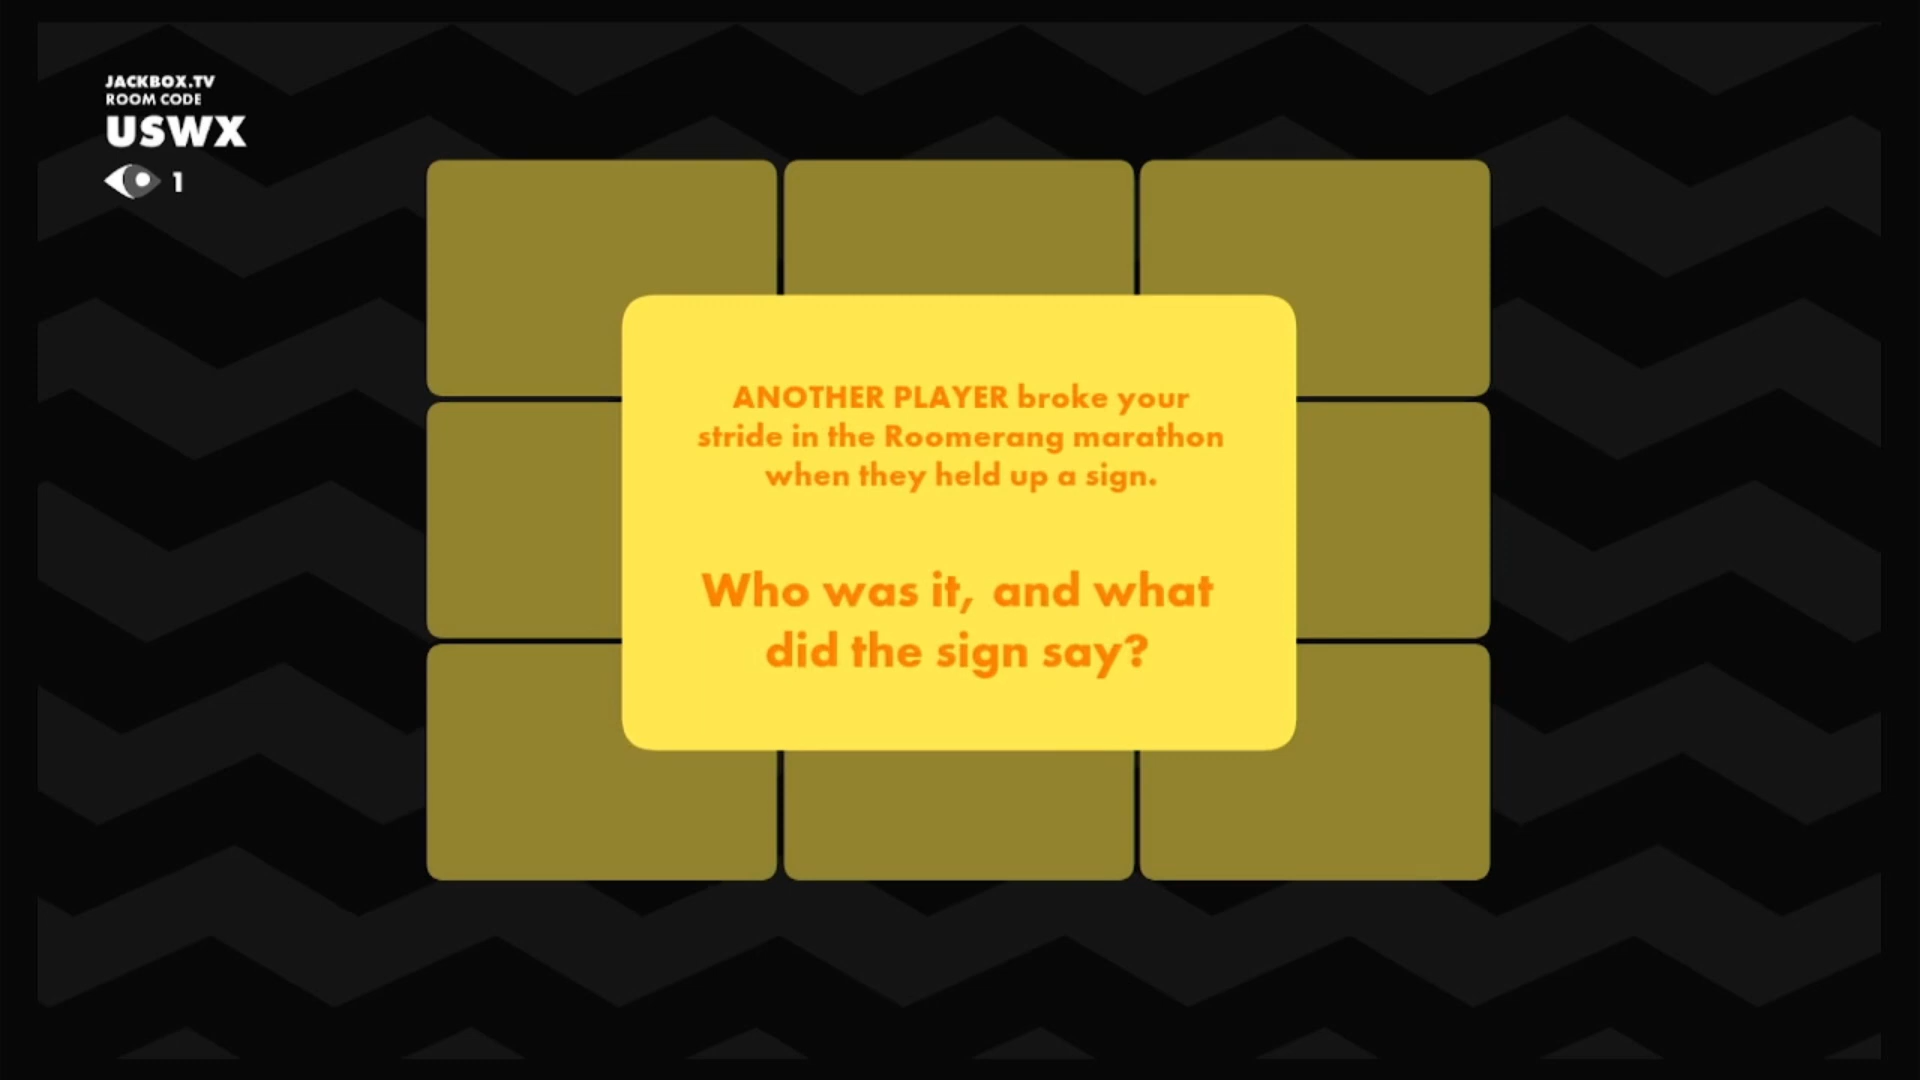 JACKBOX.TV
ROOM CODE
USWX
1
ANOTHER PLAYER broke your
stride in the Roomerang marathon
when they held up a sign.
Who was it, and what
did the sign say?